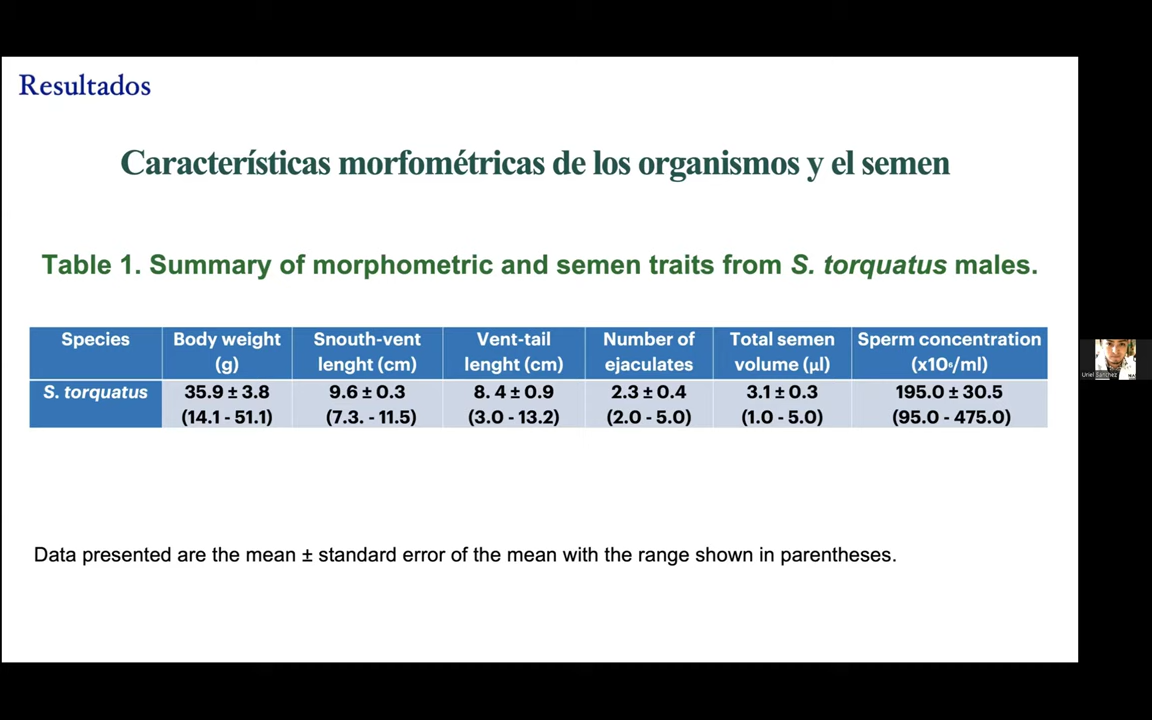 Resultados
Características morfométricas de los organismos y el semen
Table 1. Summary of morphometric and semen traits from S. torquatus males.
Species Body weight (g) Snouth-vent lenght (cm) Vent-tail lenght (cm) Number of ejaculates Total semen volume (µl) Sperm concentration (x10⁶/ml)
S. torquatus 35.9 ± 3.8 9.6 ± 0.3 8. 4 ± 0.9 2.3 ± 0.4 3.1 ± 0.3 195.0 ± 30.5
(14.1 - 51.1) (7.3. - 11.5) (3.0 - 13.2) (2.0 - 5.0) (1.0 - 5.0) (95.0 - 475.0)
Data presented are the mean ± standard error of the mean with the range shown in parentheses.
Uriel Sanchez